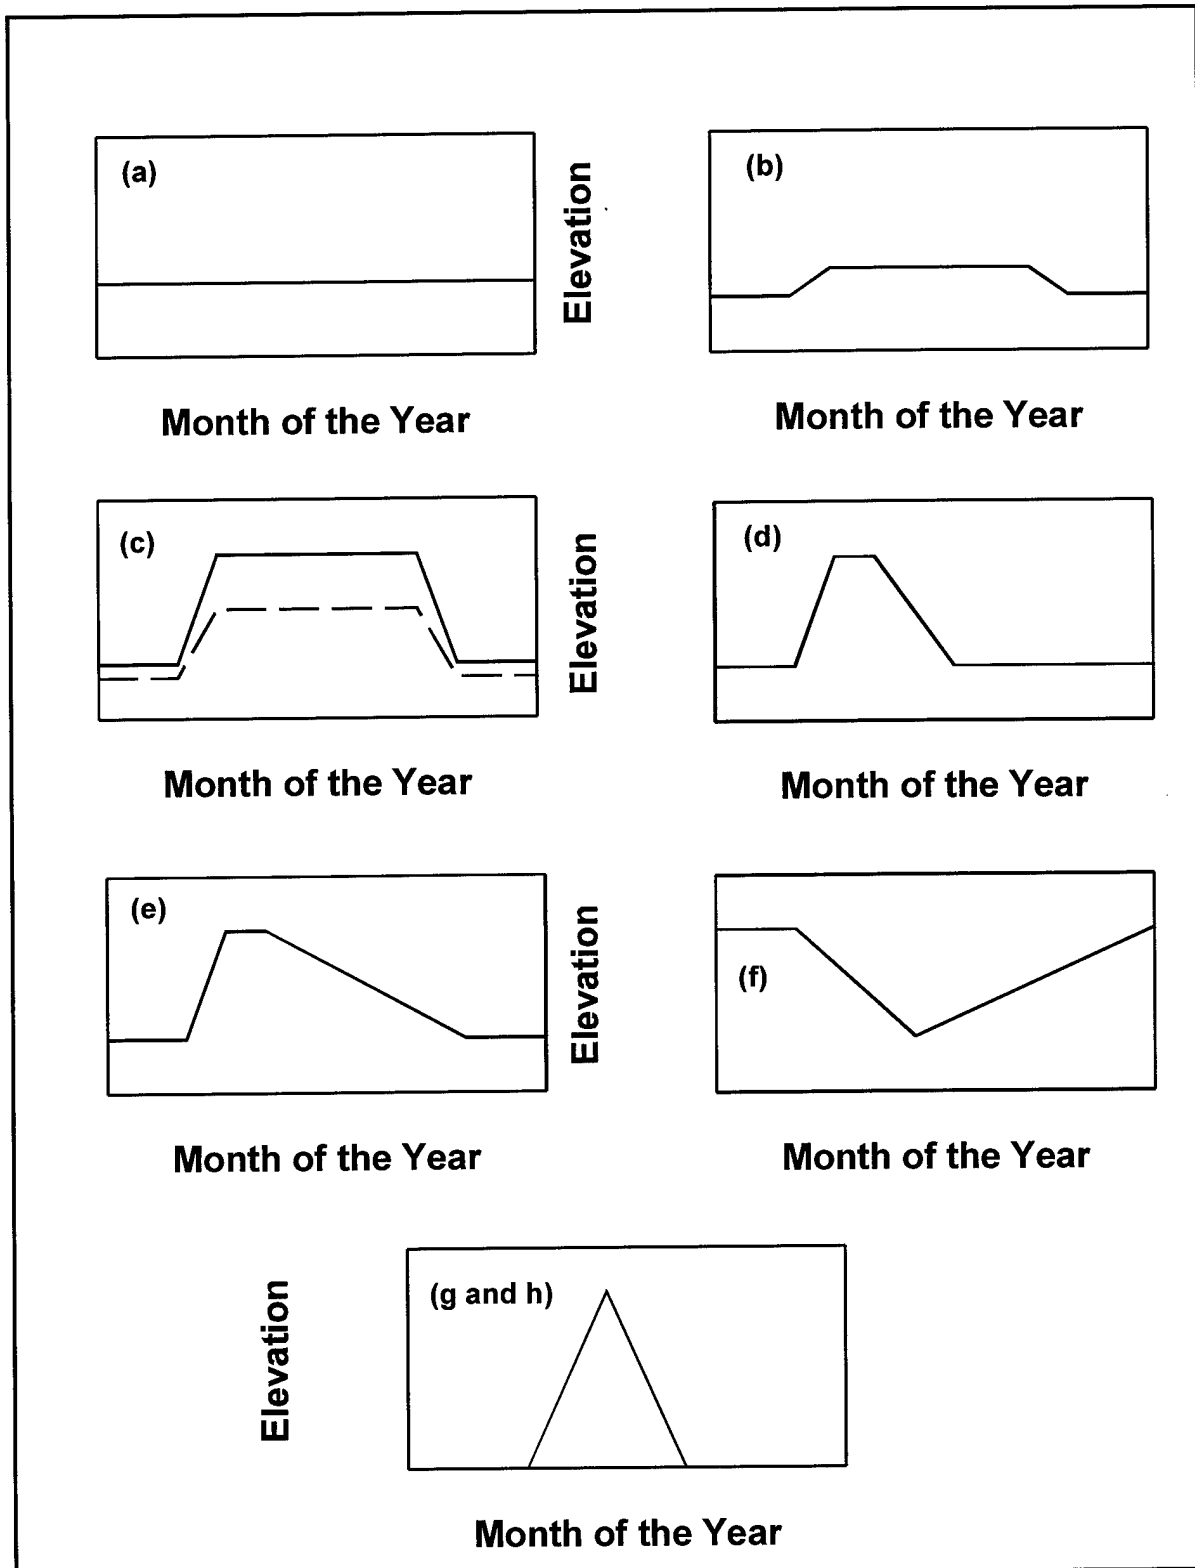 (a)
Elevation
(b)
Month of the Year
Month of the Year
(c)
Elevation
(d)
Month of the Year
Month of the Year
(e)
Elevation
(f)
Month of the Year
Month of the Year
Elevation
(g and h)
Month of the Year